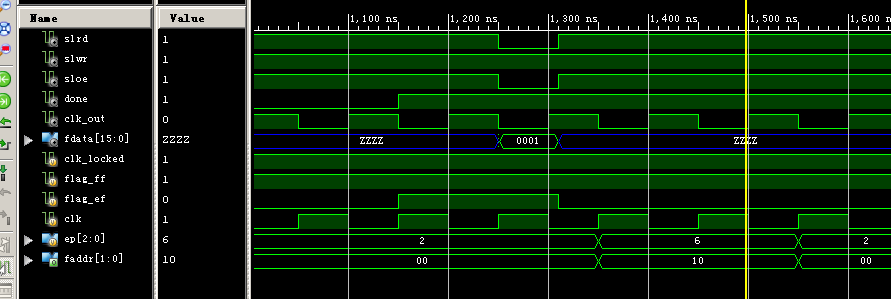 Name Value 1,100 ns 1,200 ns 1,300 ns 1,400 ns 1,500 ns 1,600
slrd 1
slwr 1
sloe 1
done 1
clk_out 0
fdata[15:0] ZZZZ ZZZZ 0001 ZZZZ
clk_locked 1
flag_ff 1
flag_ef 0
clk 1
ep[2:0] 6 2 6 2
faddr[1:0] 10 00 10 00